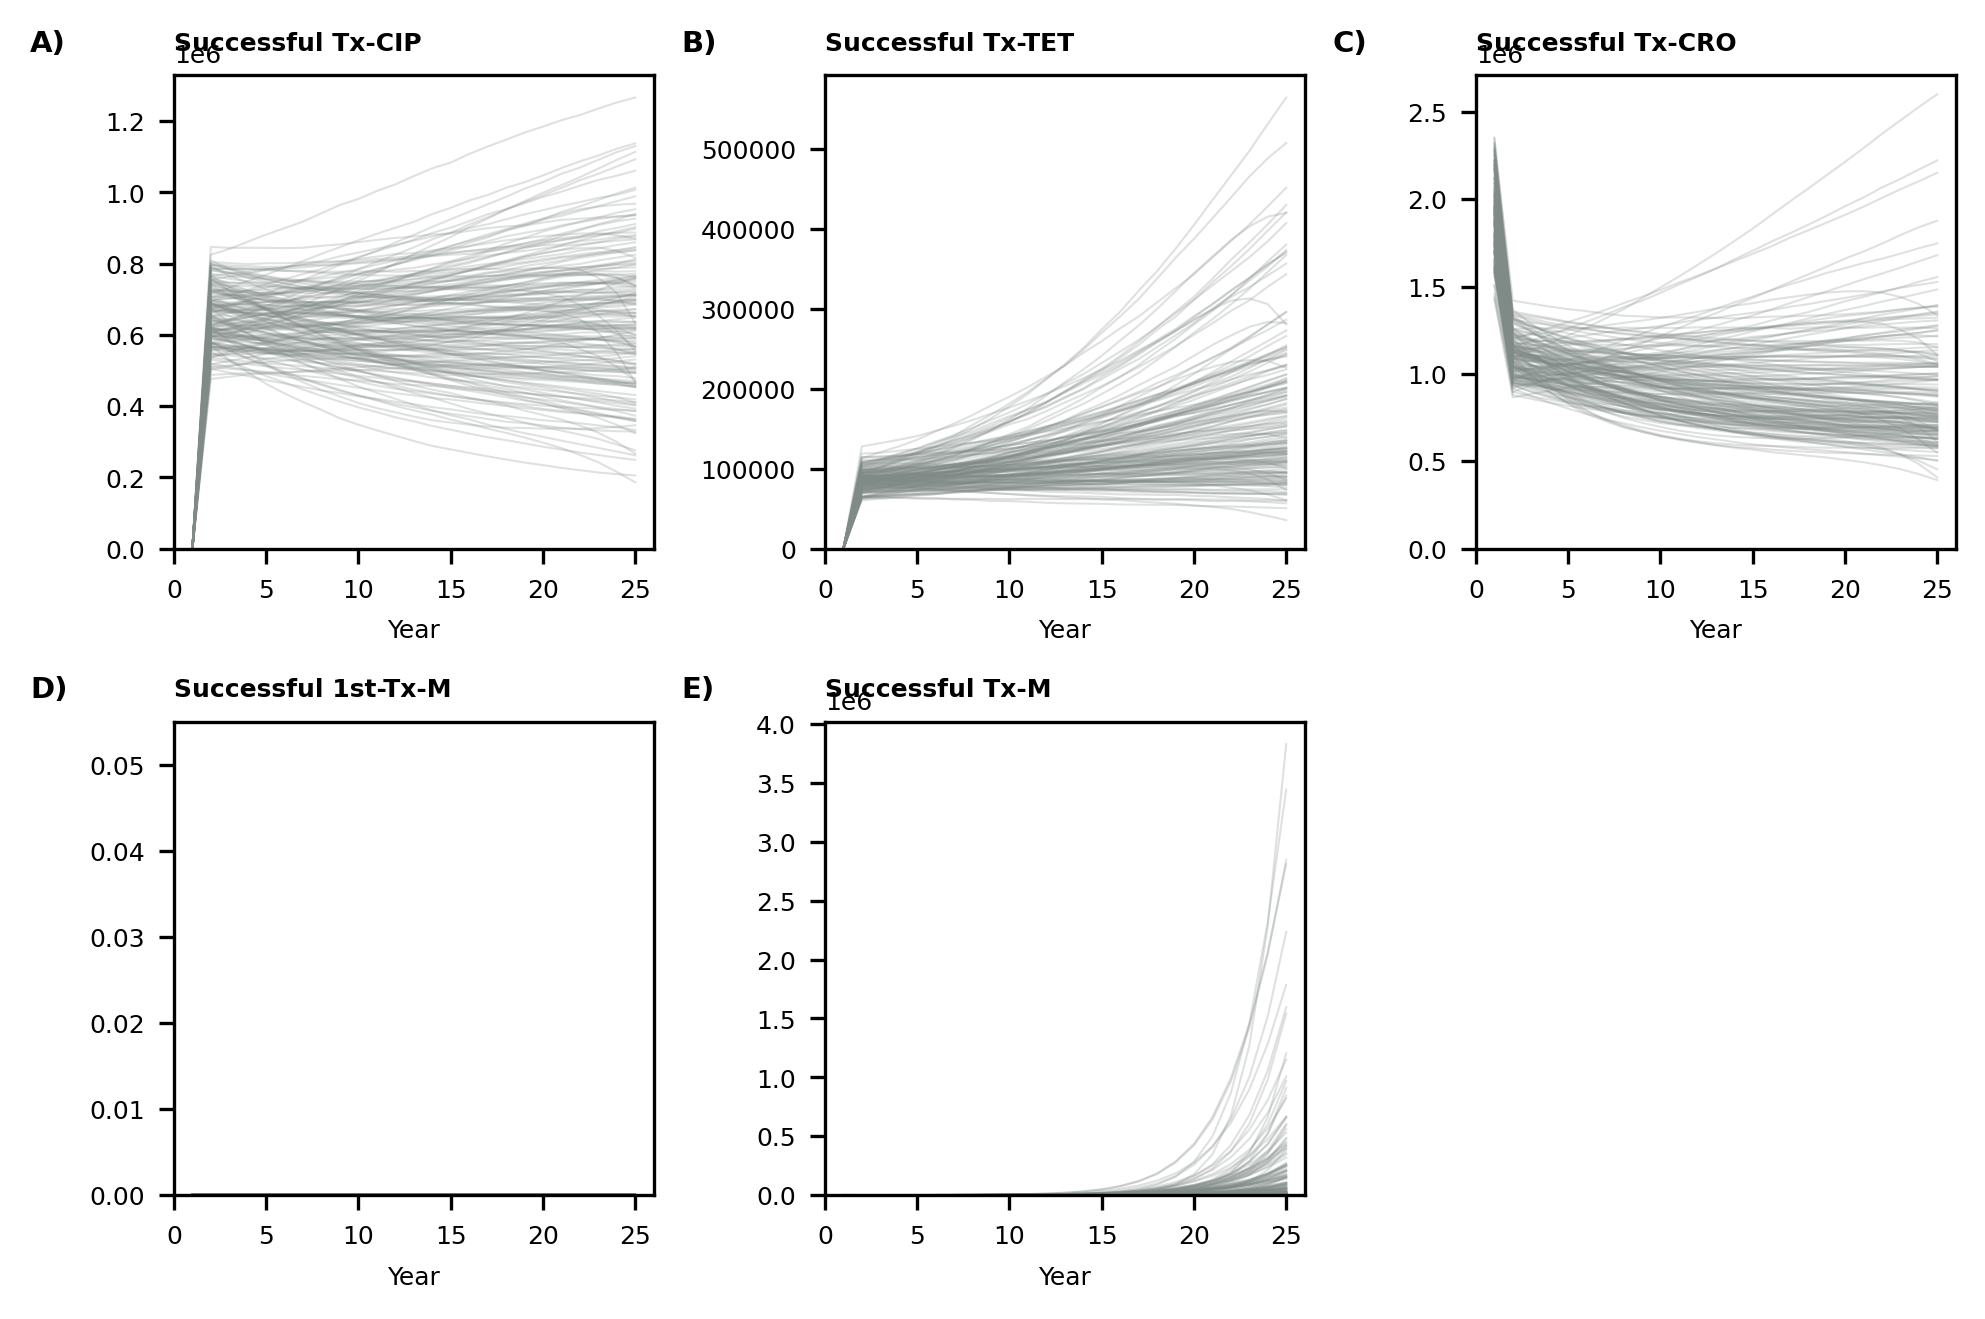 A) Successful Tx-CIP
1e6
1.2
1.0
0.8
0.6
0.4
0.2
0.0
0 5 10 15 20 25
Year
B) Successful Tx-TET
500000
400000
300000
200000
100000
0
0 5 10 15 20 25
Year
C) Successful Tx-CRO
1e6
2.5
2.0
1.5
1.0
0.5
0.0
0 5 10 15 20 25
Year
D) Successful 1st-Tx-M
0.05
0.04
0.03
0.02
0.01
0.00
0 5 10 15 20 25
Year
E) Successful Tx-M
1e6
4.0
3.5
3.0
2.5
2.0
1.5
1.0
0.5
0.0
0 5 10 15 20 25
Year